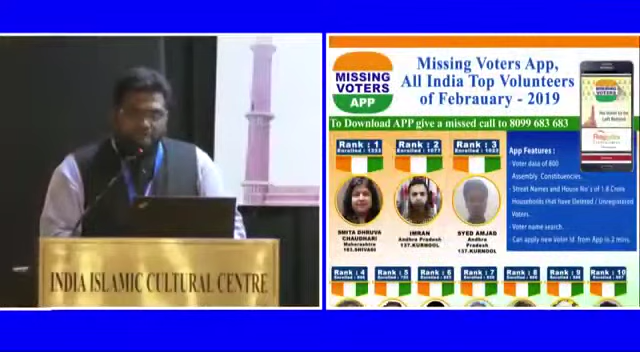 INDIA ISLAMIC CULTURAL CENTRE
MISSING
VOTERS
APP
Missing Voters App,
All India Top Volunteers
of Febrauary - 2019
To Download APP give a missed call to 8099 683 683
Rank : 1
Rank : 2
Rank : 3
SMITA DHRUVA
CHAUDHARI
Maharashtra
IMRAN
Andhra Pradesh
137.KURNOOL
SYED AMJAD
Andhra
Pradesh
137.KURNOOL
App Features :
- Voter data of 800
Assembly Constituencies.
- Street Names and House No's of 1.8 Crore
Households that have Deleted / Unregistered
Voters.
- Voter name search.
Can apply new Voter Id from App in 2 mins.
Rank : 4
Rank : 5
Rank : 6
Rank : 7
Rank : 8
Rank : 9
Rank : 10